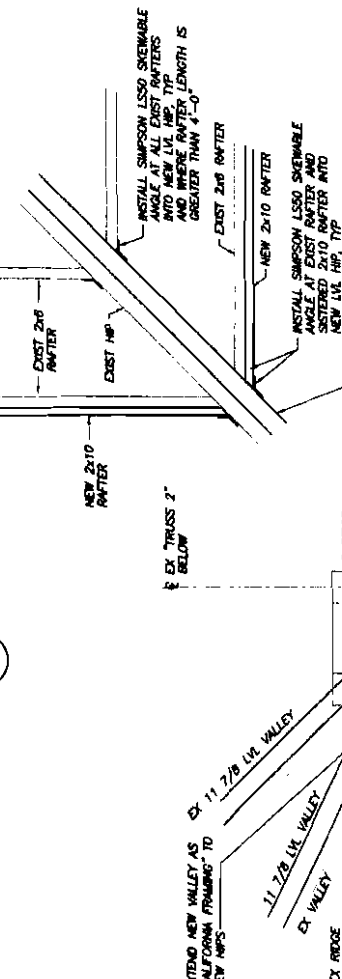 INSTALL SIMPSON LS50 SKEWABLE
ANGLE AT ALL EXIST RAFTERS
INTO NEW LVL HIP, TYP
AND WHERE RAFTER LENGTH IS
GREATER THAN 4'-0"
EXIST 2x6
RAFTER
EXIST HIP
EXIST 2x6 RAFTER
NEW 2x10 RAFTER
NEW 2x10
RAFTER
INSTALL SIMPSON LS50 SKEWABLE
ANGLE AT EXIST RAFTER AND
SISTERED 2x10 RAFTER INTO
NEW LVL HIP, TYP
EX "TRUSS 2"
BELOW
EX 11 7/8 LVL VALLEY
TEND NEW VALLEY AS
ALIFORNIA FRAMING" TO
EW HIPS
11 7/8 LVL VALLEY
EX VALLEY
EX RIDGE